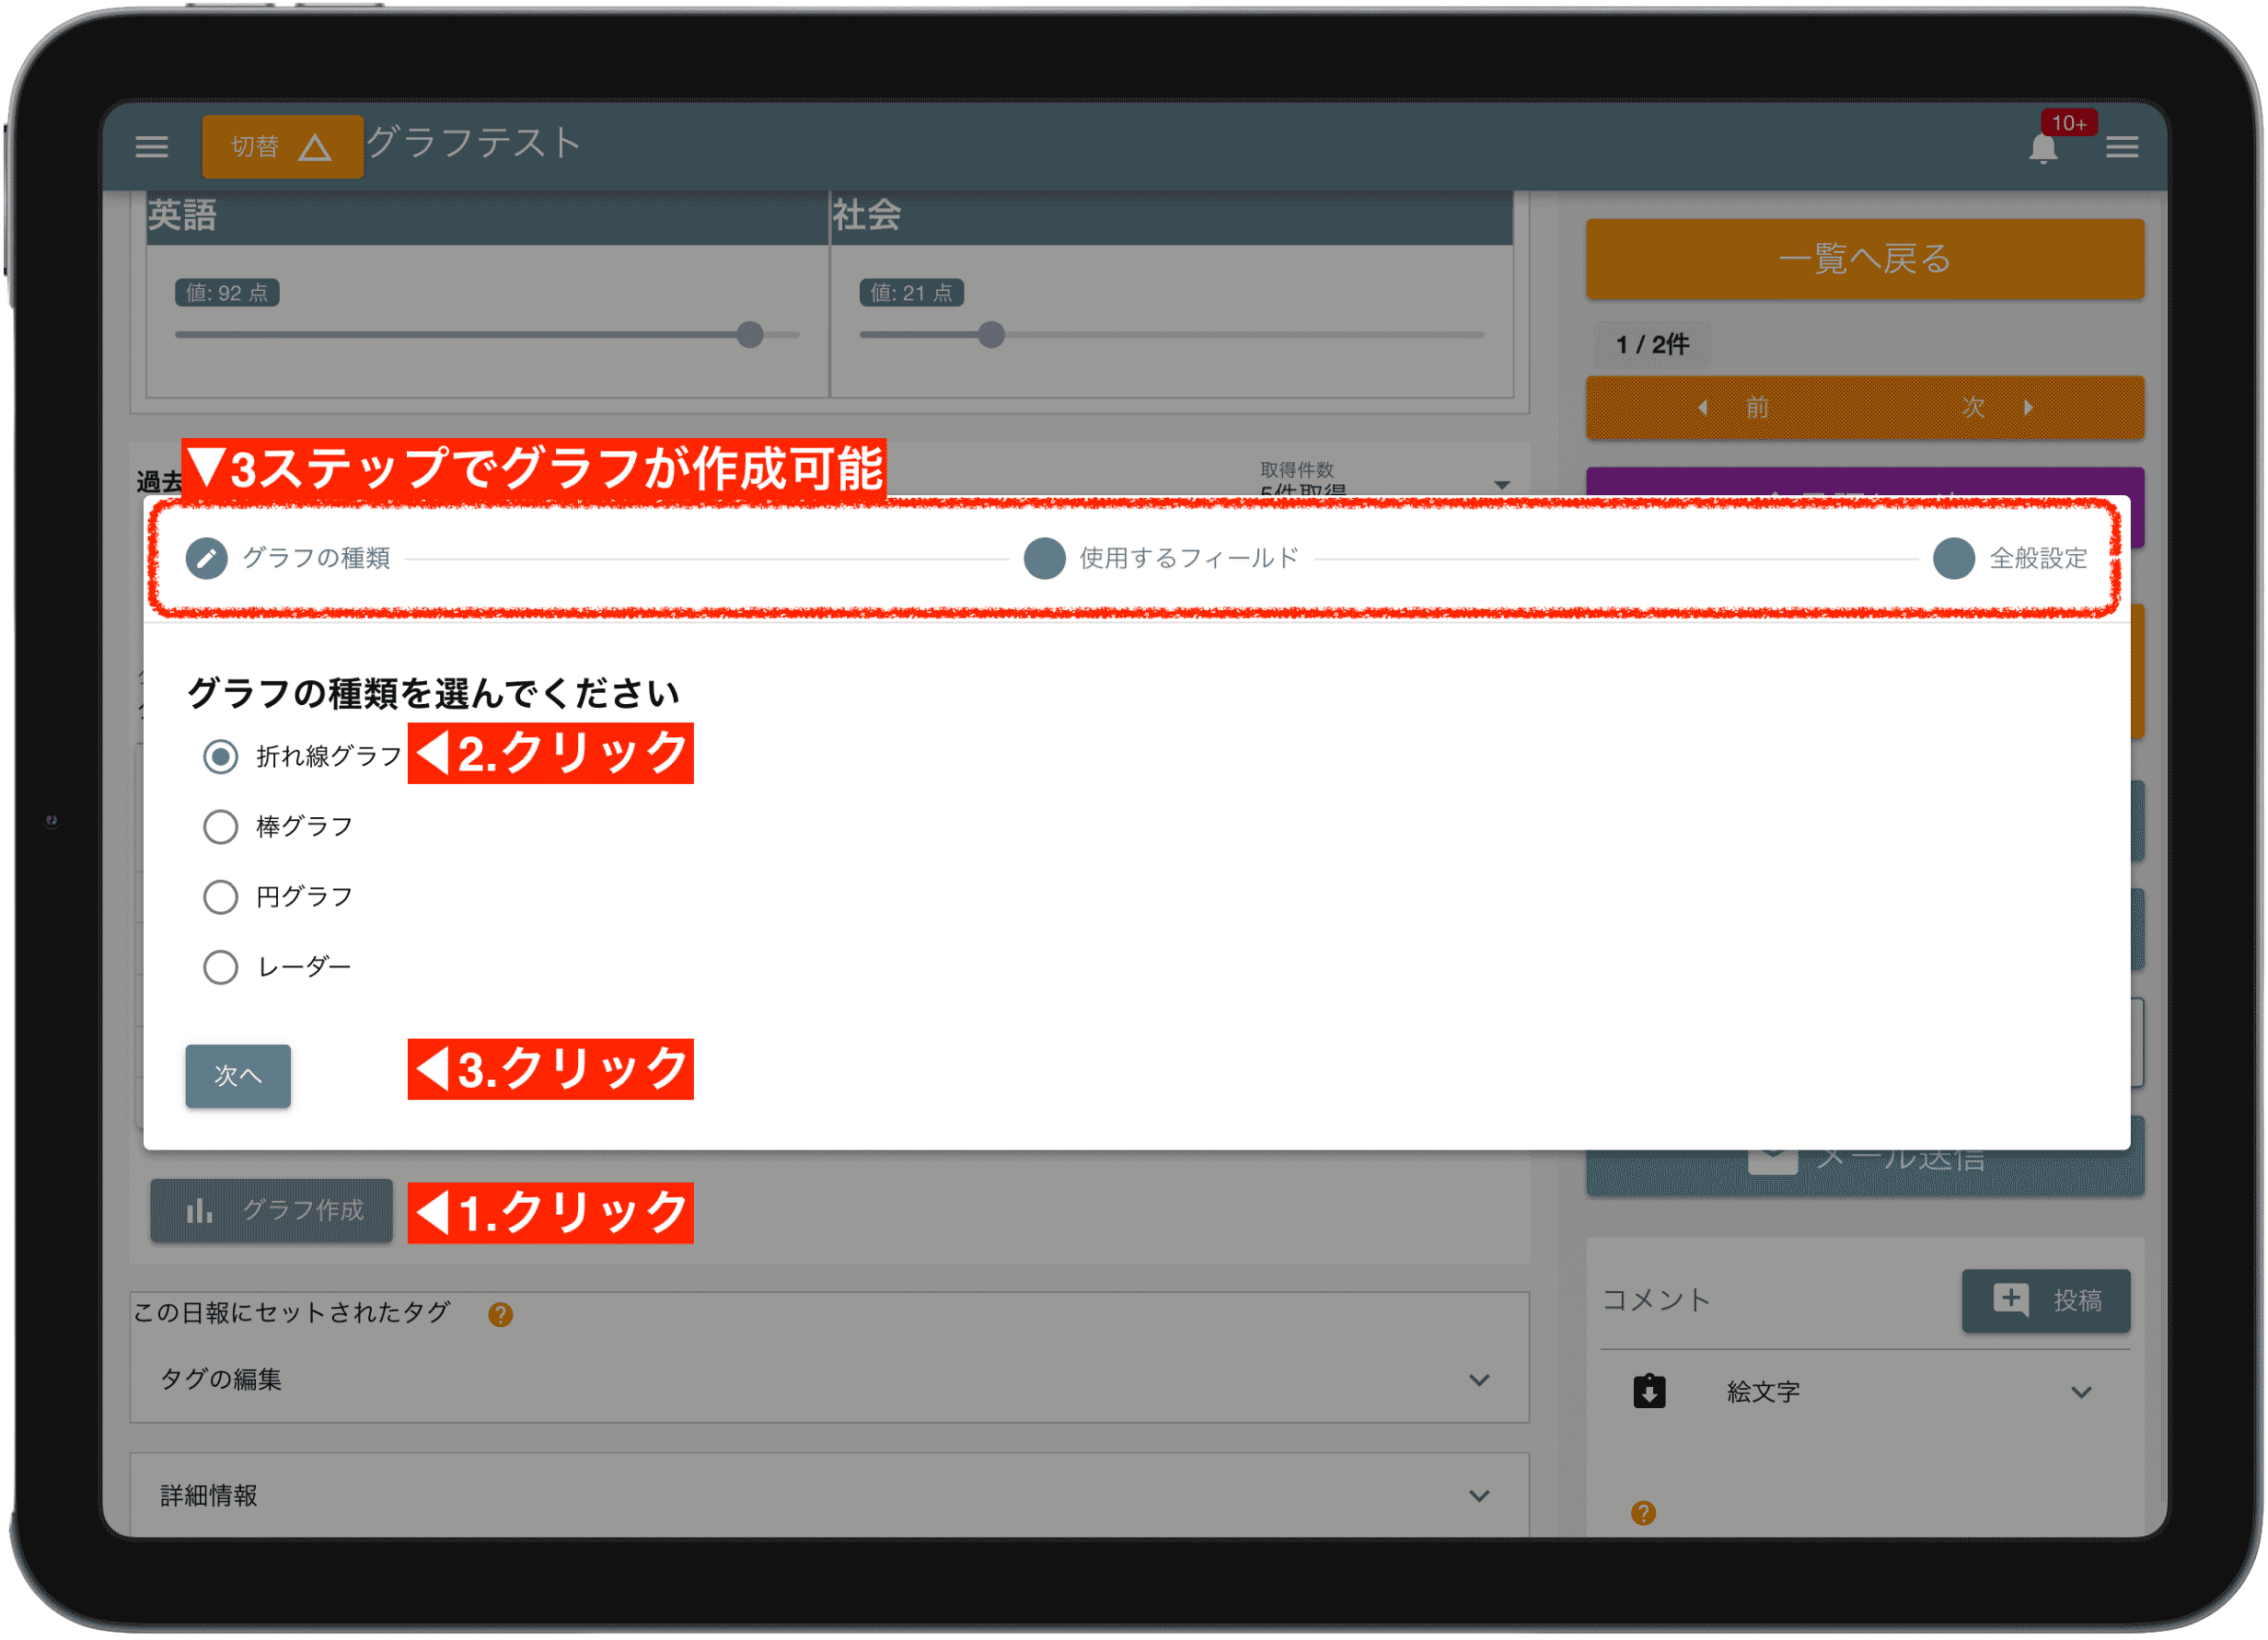 切替 グラフテスト 10+
英語 社会
値: 92 点 値: 21 点
一覧へ戻る
1 / 2件
前 次
過去
▼3ステップでグラフが作成可能
取得件数
5件取得
グラフの種類 使用するフィールド 全般設定
グラフの種類を選んでください
折れ線グラフ ◀2.クリック
棒グラフ
円グラフ
レーダー
次へ ◀3.クリック
メール送信
グラフ作成 ◀1.クリック
この日報にセットされたタグ ?
タグの編集
詳細情報
コメント 投稿
絵文字
?